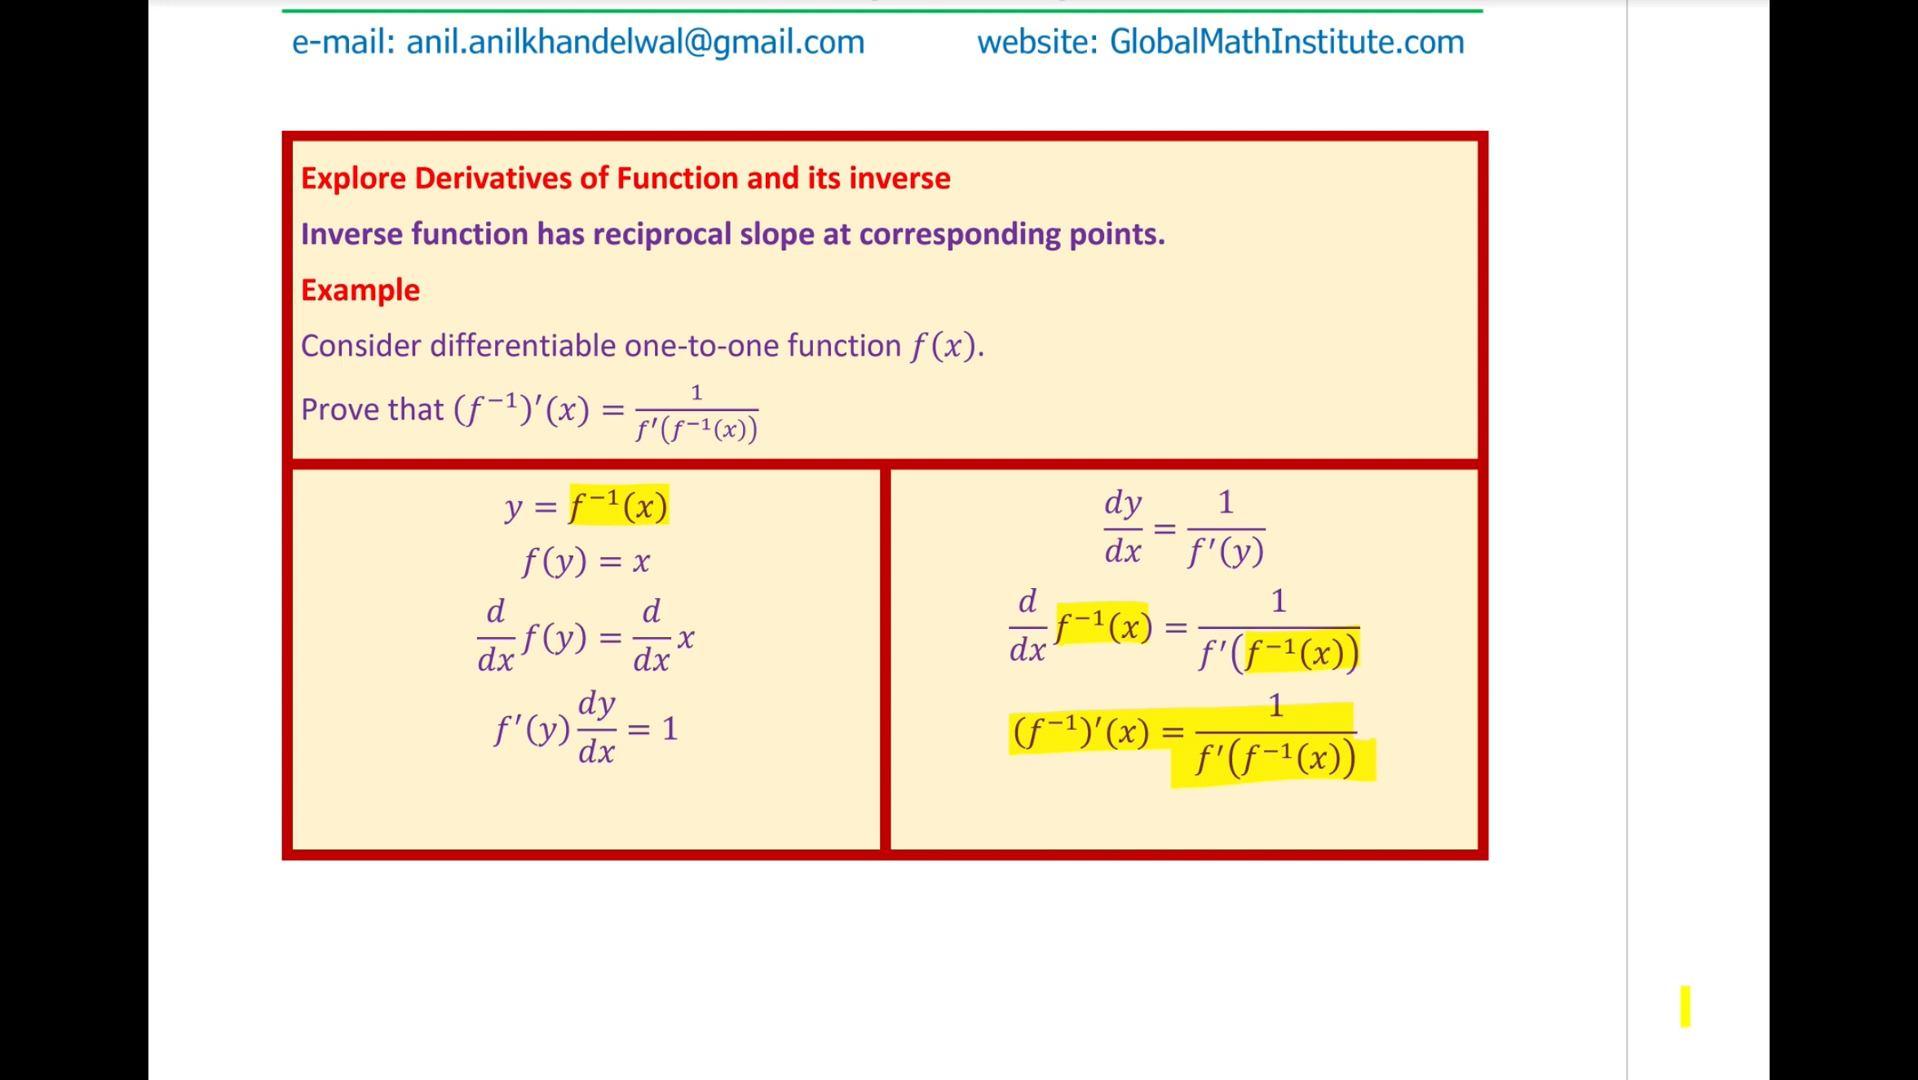 e-mail: anil.anilkhandelwal@gmail.com website: GlobalMathInstitute.com
Explore Derivatives of Function and its inverse
Inverse function has reciprocal slope at corresponding points.
Example
Consider differentiable one-to-one function f(x).
Prove that (f⁻¹)′(x) = 1/f′(f⁻¹(x))
y = f⁻¹(x)
f(y) = x
d/dx f(y) = d/dx x
f′(y) dy/dx = 1
dy/dx = 1/f′(y)
d/dx f⁻¹(x) = 1/f′(f⁻¹(x))
(f⁻¹)′(x) = 1/f′(f⁻¹(x))